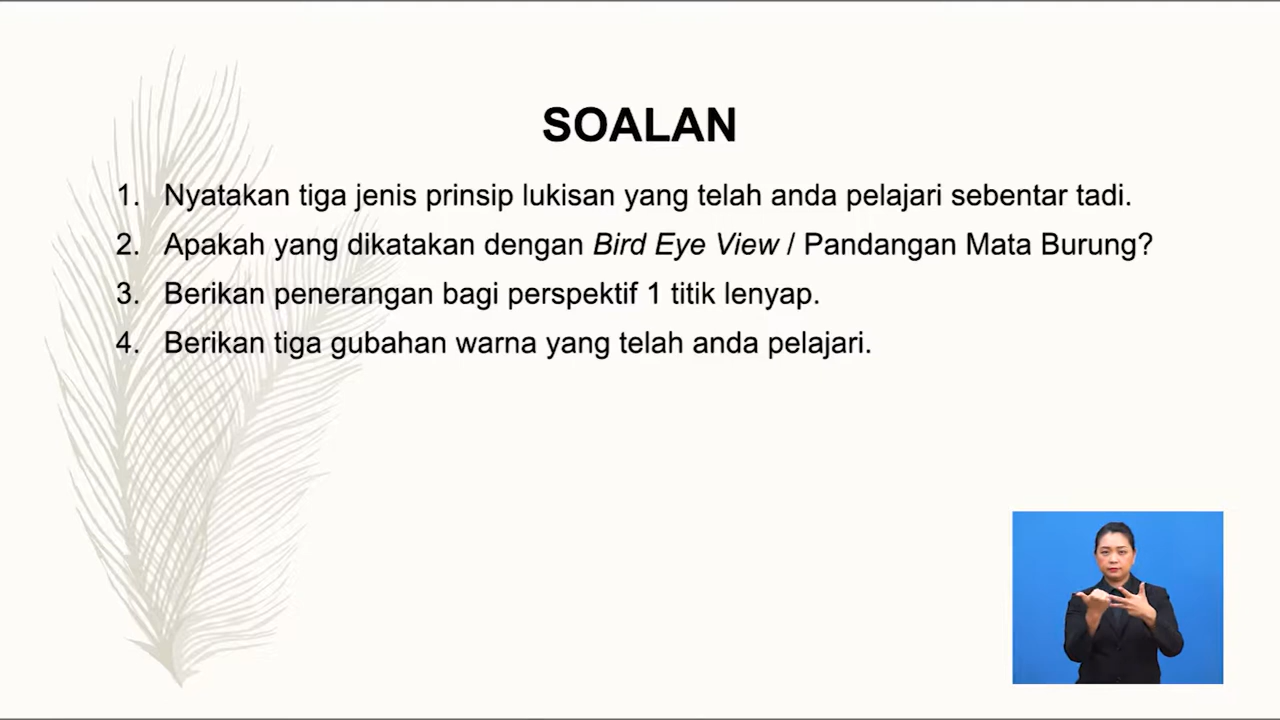 SOALAN
1. Nyatakan tiga jenis prinsip lukisan yang telah anda pelajari sebentar tadi.
2. Apakah yang dikatakan dengan Bird Eye View / Pandangan Mata Burung?
3. Berikan penerangan bagi perspektif 1 titik lenyap.
4. Berikan tiga gubahan warna yang telah anda pelajari.